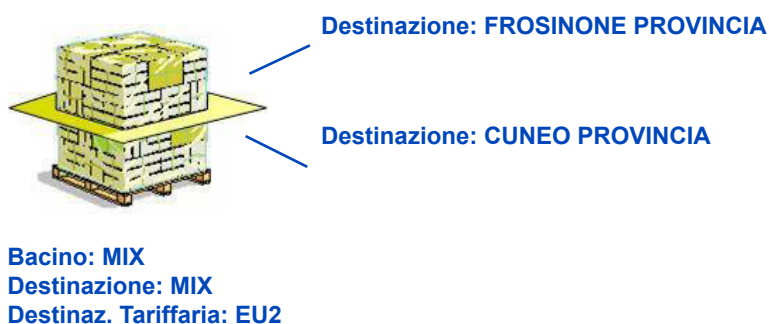 Destinazione: FROSINONE PROVINCIA
Destinazione: CUNEO PROVINCIA
Bacino: MIX
Destinazione: MIX
Destinaz. Tariffaria: EU2